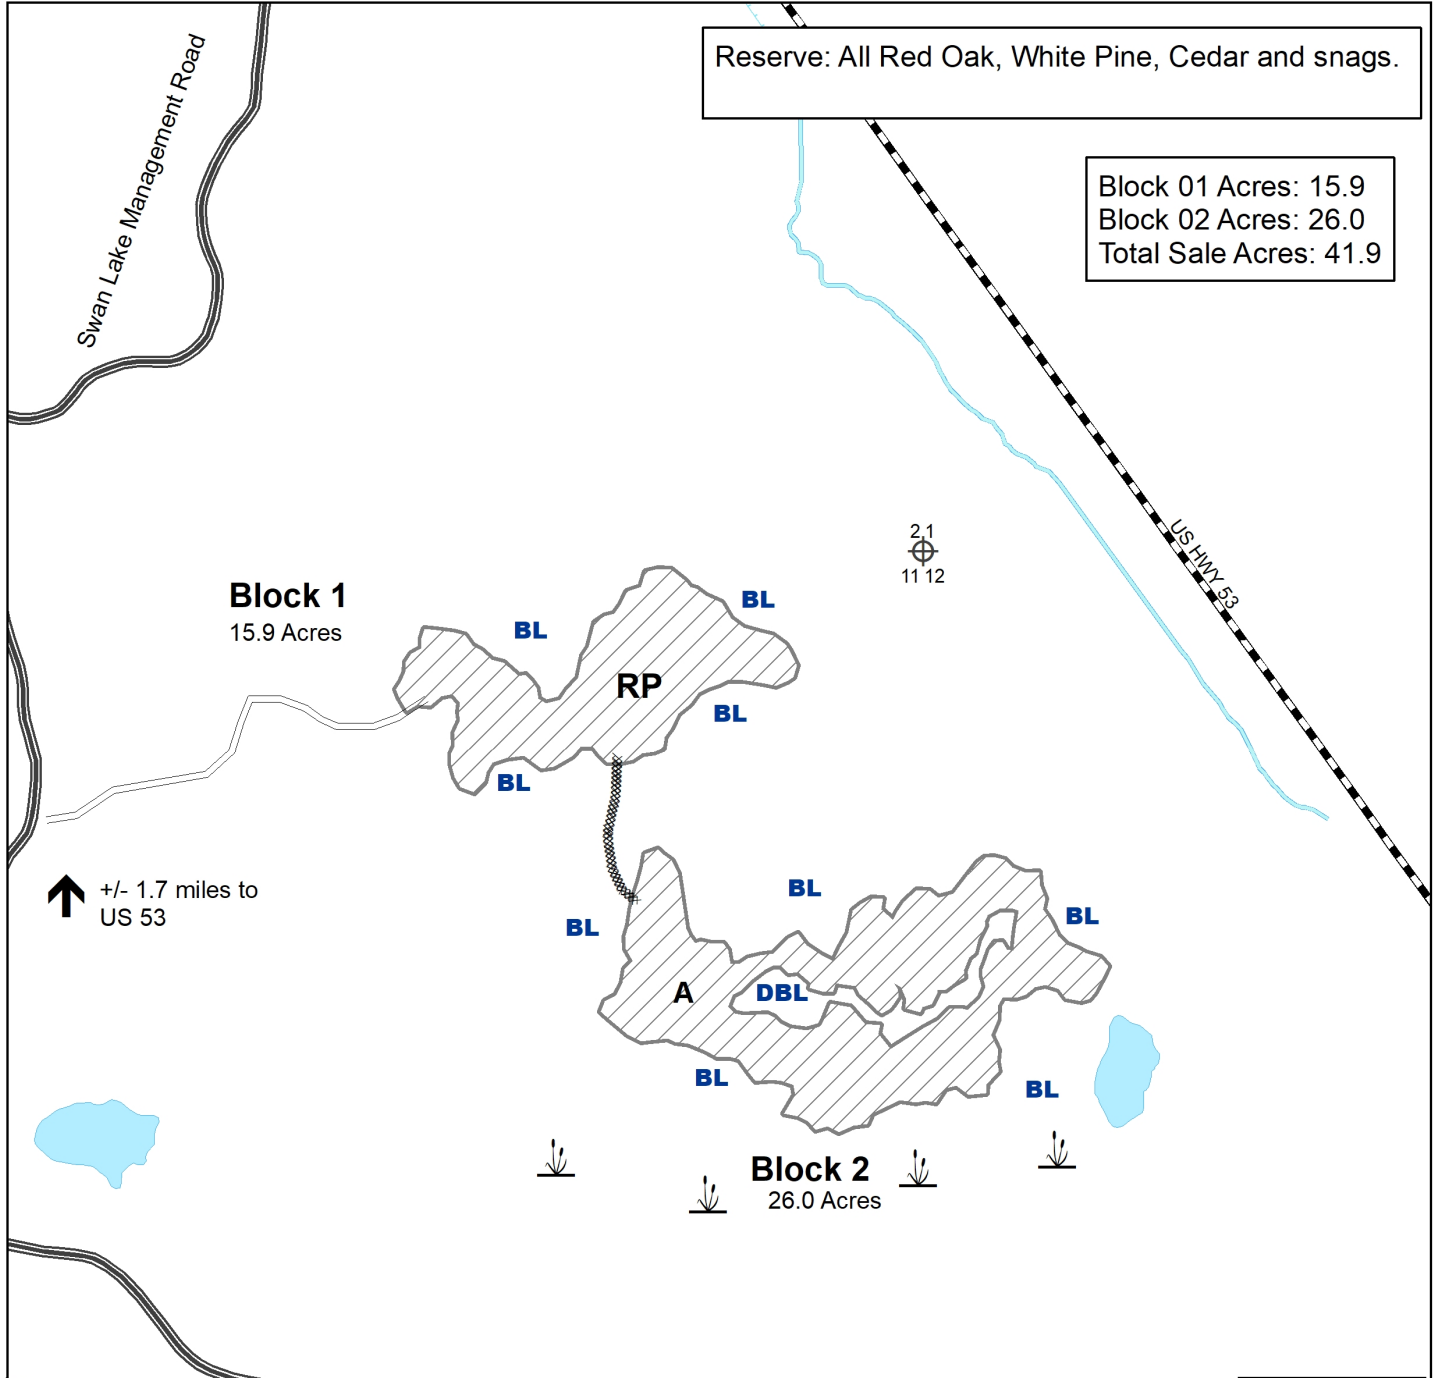 Reserve: All Red Oak, White Pine, Cedar and snags.
Swan Lake Management Road
Block 01 Acres: 15.9
Block 02 Acres: 26.0
Total Sale Acres: 41.9
US HWY 53
2 1
11 12
Block 1
15.9 Acres
BL
BL
RP
BL
BL
+/- 1.7 miles to
US 53
BL
BL
BL
A
DBL
BL
BL
Block 2
26.0 Acres